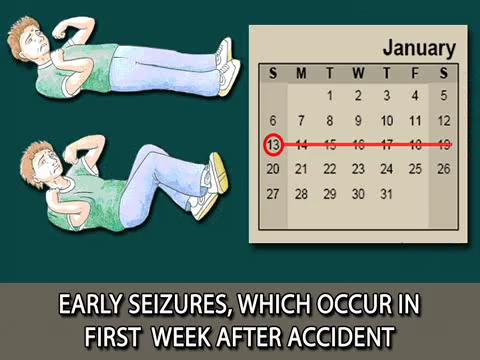 January
S M T W T F S
1 2 3 4 5
6 7 8 9 10 11 12
13 14 15 16 17 18 19
20 21 22 23 24 25 26
27 28 29 30 31
EARLY SEIZURES, WHICH OCCUR IN
FIRST WEEK AFTER ACCIDENT